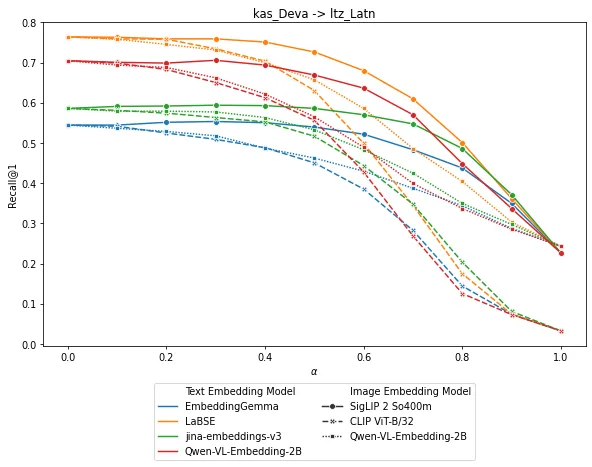 kas_Deva -> ltz_Latn
0.8
0.7
0.6
0.5
0.4
0.3
0.2
0.1
0.0
Recall@1
0.0 0.2 0.4 0.6 0.8 1.0
α
Text Embedding Model Image Embedding Model
EmbeddingGemma SigLIP 2 So400m
LaBSE CLIP ViT-B/32
jina-embeddings-v3 Qwen-VL-Embedding-2B
Qwen-VL-Embedding-2B